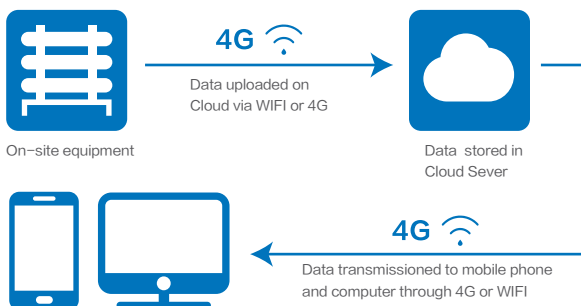 4G
Data uploaded on
Cloud via WIFI or 4G
On-site equipment
Data stored in
Cloud Sever
4G
Data transmissioned to mobile phone
and computer through 4G or WIFI